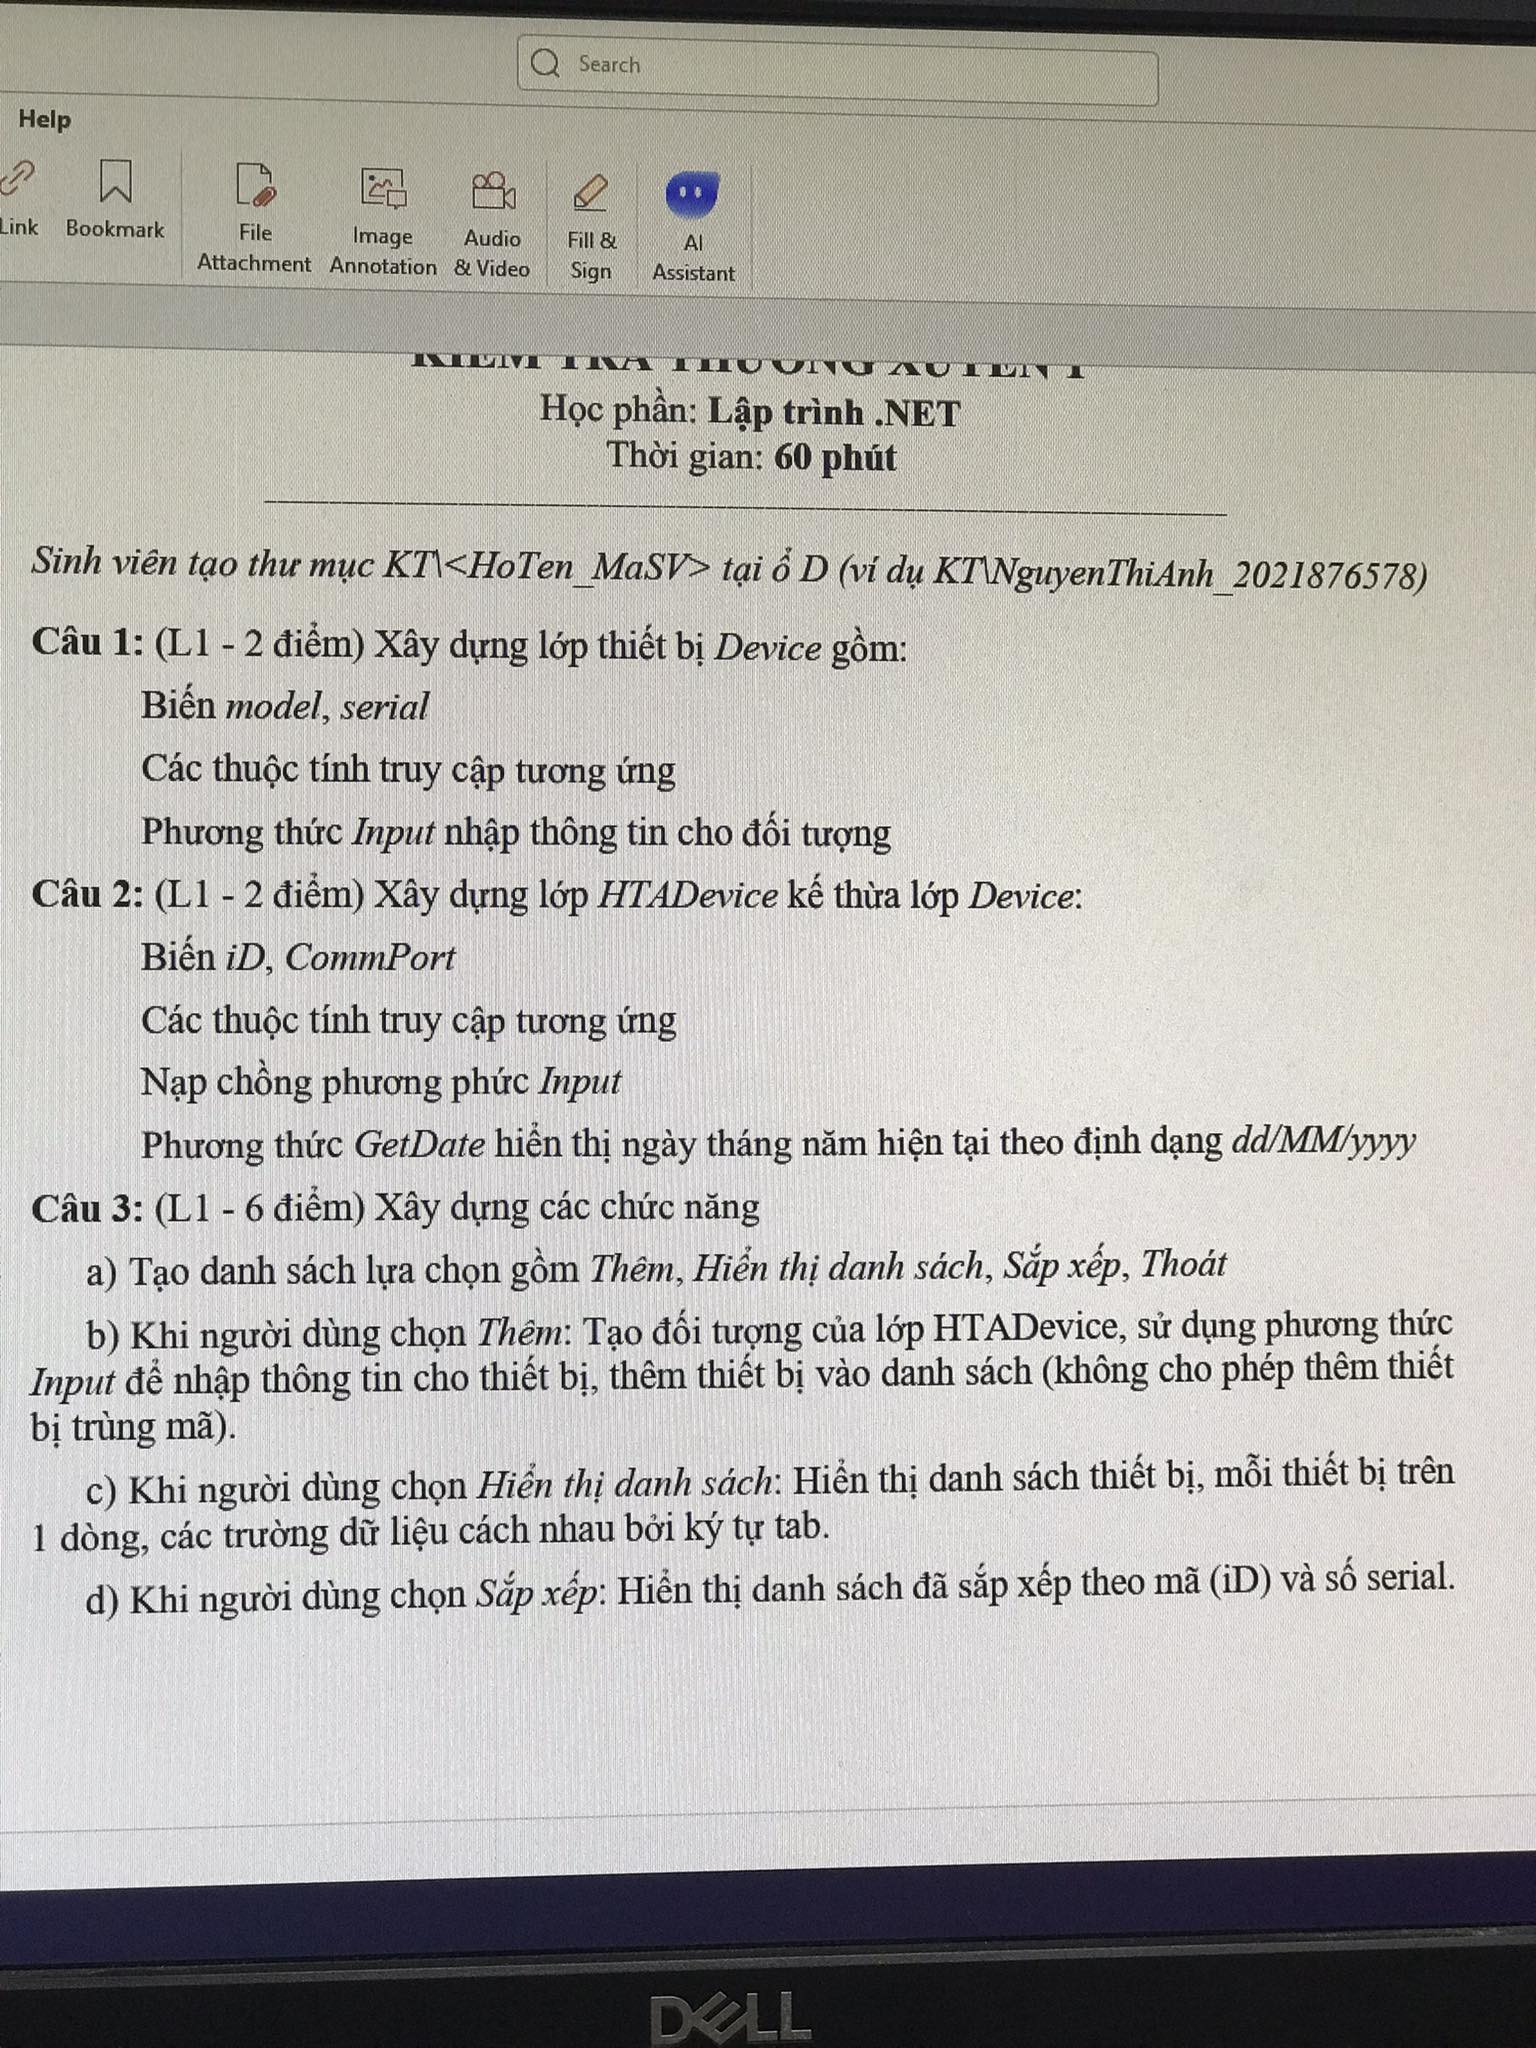 Search
Help
Link
Bookmark
File
Attachment
Image
Annotation
Audio
& Video
Fill &
Sign
AI
Assistant
KIỂM TRA THƯỜNG XUYÊN 1
Học phần: Lập trình .NET
Thời gian: 60 phút
Sinh viên tạo thư mục KT\<HoTen_MaSV> tại ổ D (ví dụ KT\NguyenThiAnh_2021876578)
Câu 1: (L1 - 2 điểm) Xây dựng lớp thiết bị Device gồm:
Biến model, serial
Các thuộc tính truy cập tương ứng
Phương thức Input nhập thông tin cho đối tượng
Câu 2: (L1 - 2 điểm) Xây dựng lớp HTADevice kế thừa lớp Device:
Biến iD, CommPort
Các thuộc tính truy cập tương ứng
Nạp chồng phương phức Input
Phương thức GetDate hiển thị ngày tháng năm hiện tại theo định dạng dd/MM/yyyy
Câu 3: (L1 - 6 điểm) Xây dựng các chức năng
a) Tạo danh sách lựa chọn gồm Thêm, Hiển thị danh sách, Sắp xếp, Thoát
b) Khi người dùng chọn Thêm: Tạo đối tượng của lớp HTADevice, sử dụng phương thức
Input để nhập thông tin cho thiết bị, thêm thiết bị vào danh sách (không cho phép thêm thiết
bị trùng mã).
c) Khi người dùng chọn Hiển thị danh sách: Hiển thị danh sách thiết bị, mỗi thiết bị trên
1 dòng, các trường dữ liệu cách nhau bởi ký tự tab.
d) Khi người dùng chọn Sắp xếp: Hiển thị danh sách đã sắp xếp theo mã (iD) và số serial.
DELL